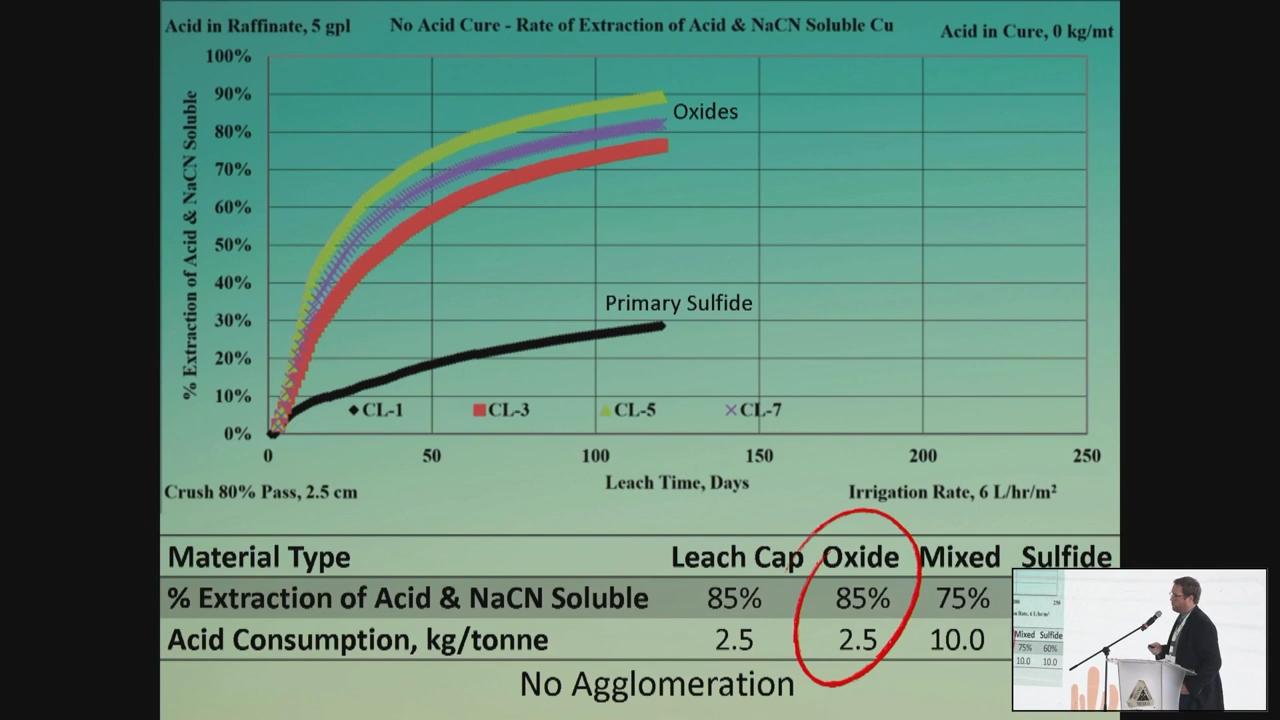 Acid in Raffinate, 5 gpl
No Acid Cure - Rate of Extraction of Acid & NaCN Soluble Cu
Acid in Cure, 0 kg/mt
% Extraction of Acid & NaCN Soluble
100%
90%
80%
70%
60%
50%
40%
30%
20%
10%
0%
Oxides
Primary Sulfide
CL-1 CL-3 CL-5 CL-7
0 50 100 150 200 250
Leach Time, Days
Crush 80% Pass, 2.5 cm
Irrigation Rate, 6 L/hr/m²
Material Type Leach Cap Oxide Mixed Sulfide
% Extraction of Acid & NaCN Soluble 85% 85% 75%
Acid Consumption, kg/tonne 2.5 2.5 10.0
No Agglomeration
250
Mixed Sulfide
75% 60%
10.0 10.0